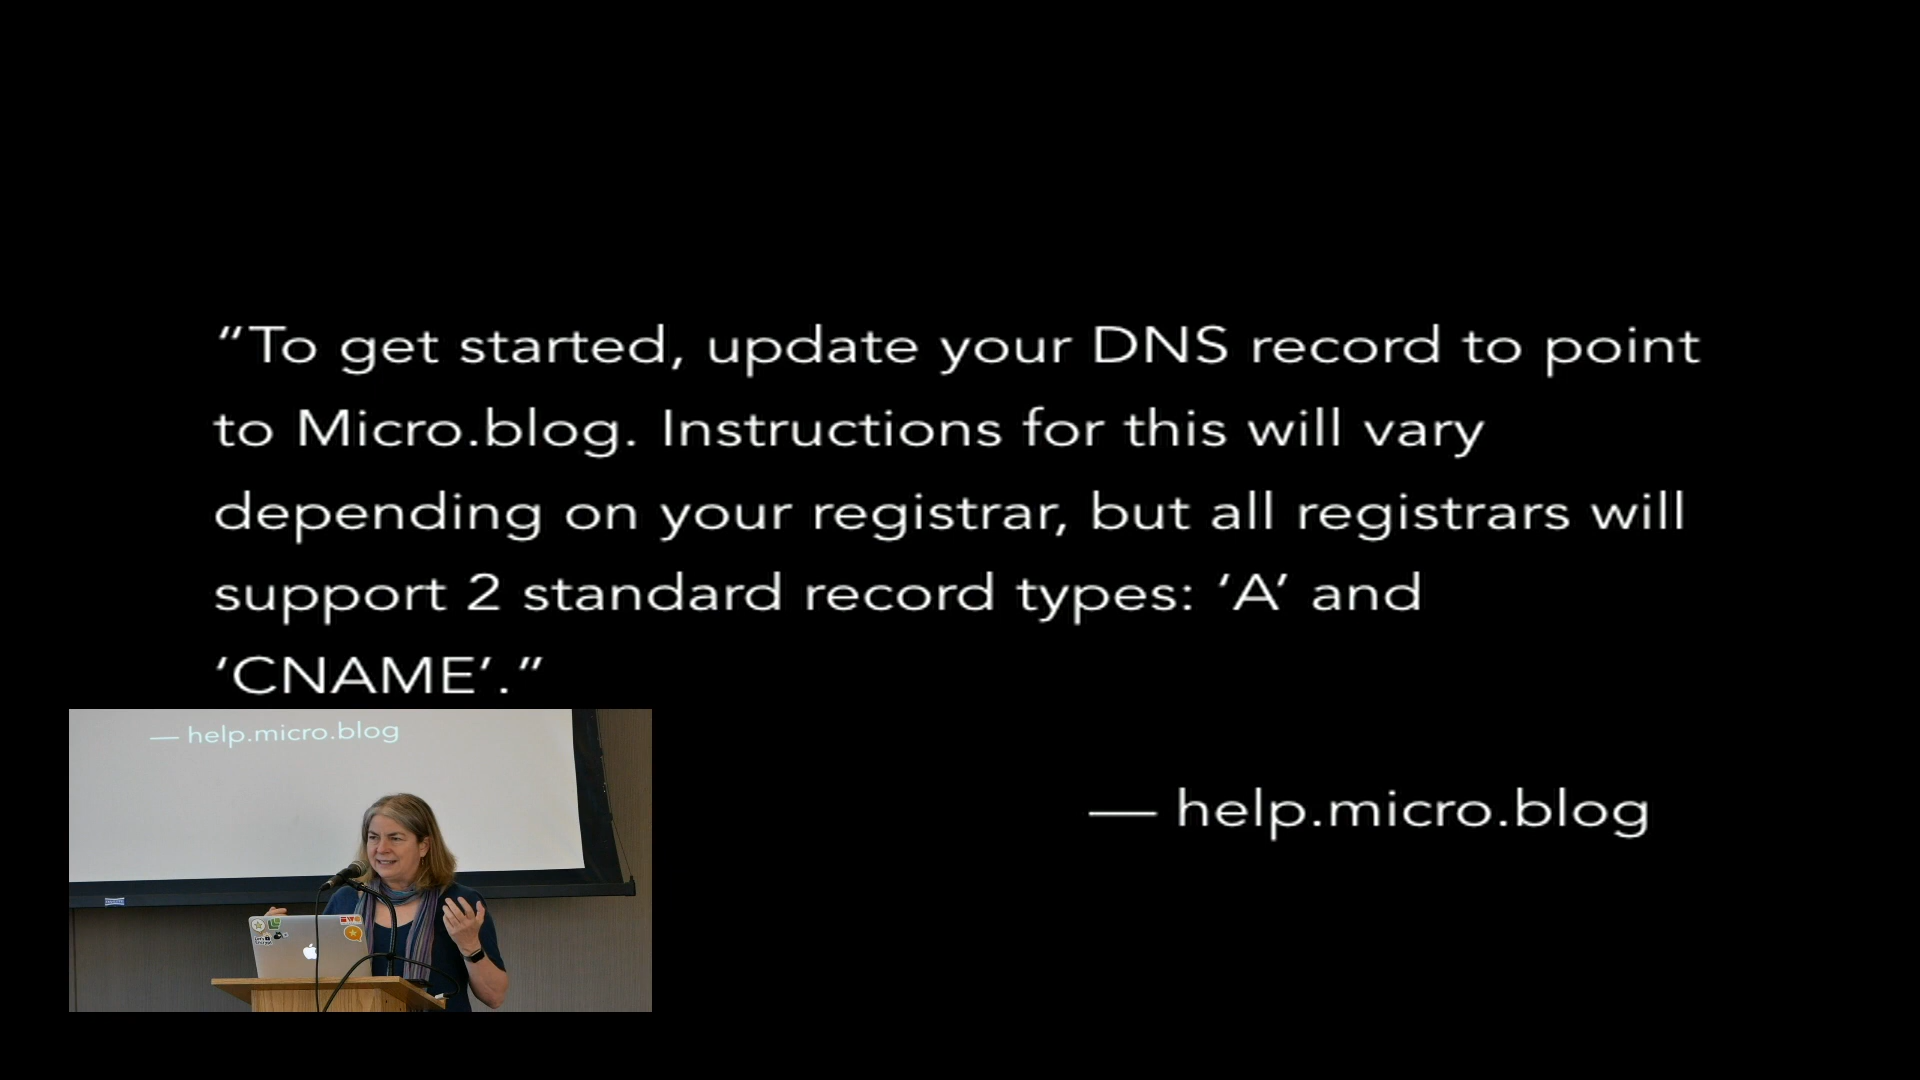 “To get started, update your DNS record to point
to Micro.blog. Instructions for this will vary
depending on your registrar, but all registrars will
support 2 standard record types: ‘A’ and
‘CNAME’.”
— help.micro.blog
— help.micro.blog